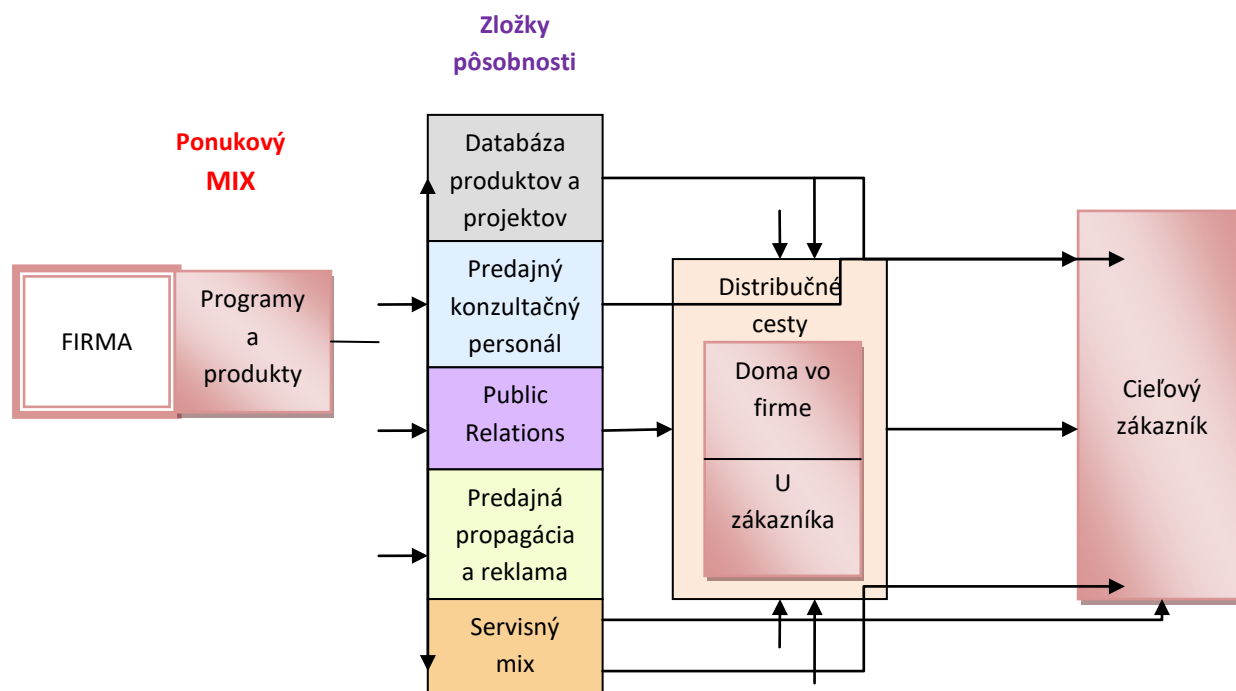 Zložky
pôsobnosti
Ponukový
MIX
FIRMA
Programy
a
produkty
Databáza
produktov a
projektov
Predajný
konzultačný
personál
Public
Relations
Predajná
propagácia
a reklama
Servisný
mix
Distribučné
cesty
Doma vo
firme
U
zákazníka
Cieľový
zákazník